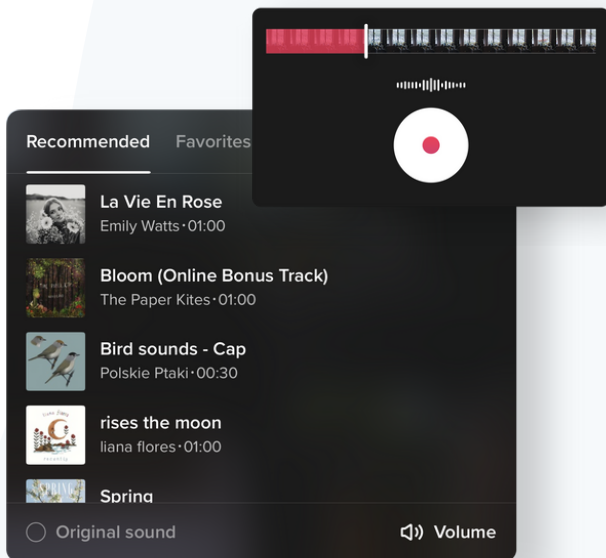 Recommended
Favorites
La Vie En Rose
Emily Watts·01:00
Bloom (Online Bonus Track)
The Paper Kites·01:00
Bird sounds - Cap
Polskie Ptaki·00:30
rises the moon
liana flores·01:00
SPRING
Spring
Original sound
Volume